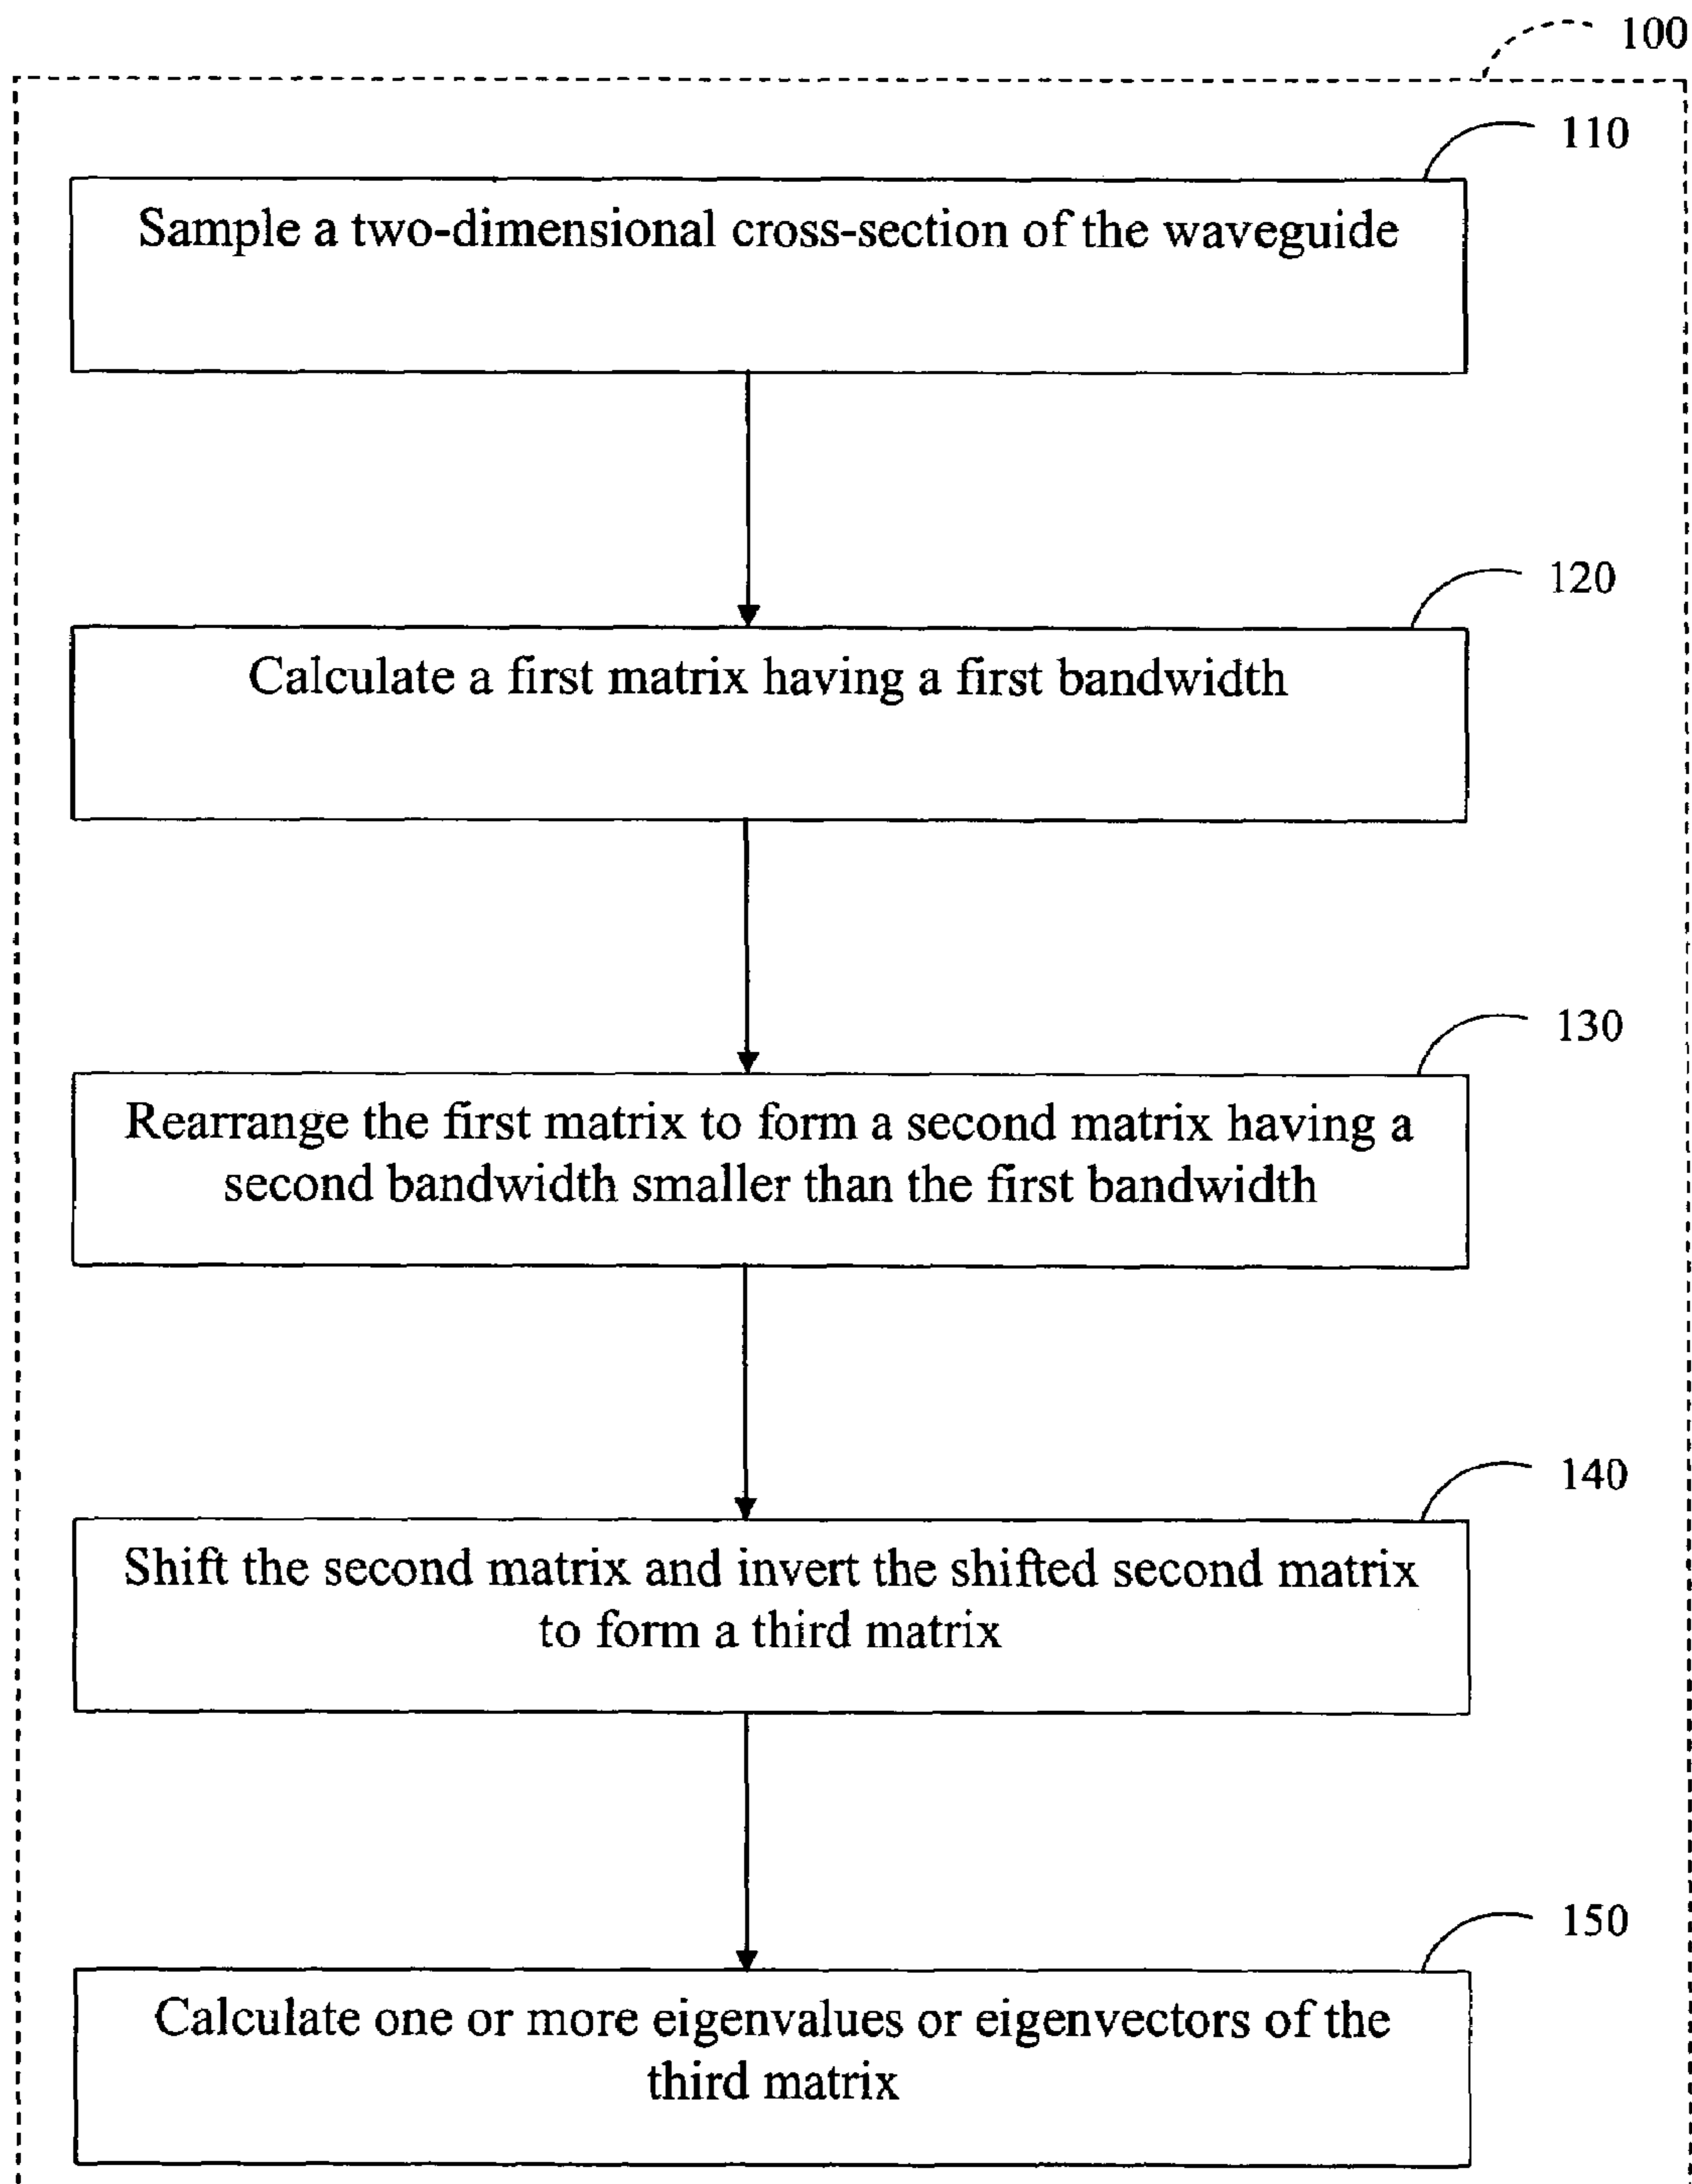 100
110
Sample a two-dimensional cross-section of the waveguide
120
Calculate a first matrix having a first bandwidth
130
Rearrange the first matrix to form a second matrix having a
second bandwidth smaller than the first bandwidth
140
Shift the second matrix and invert the shifted second matrix
to form a third matrix
150
Calculate one or more eigenvalues or eigenvectors of the
third matrix